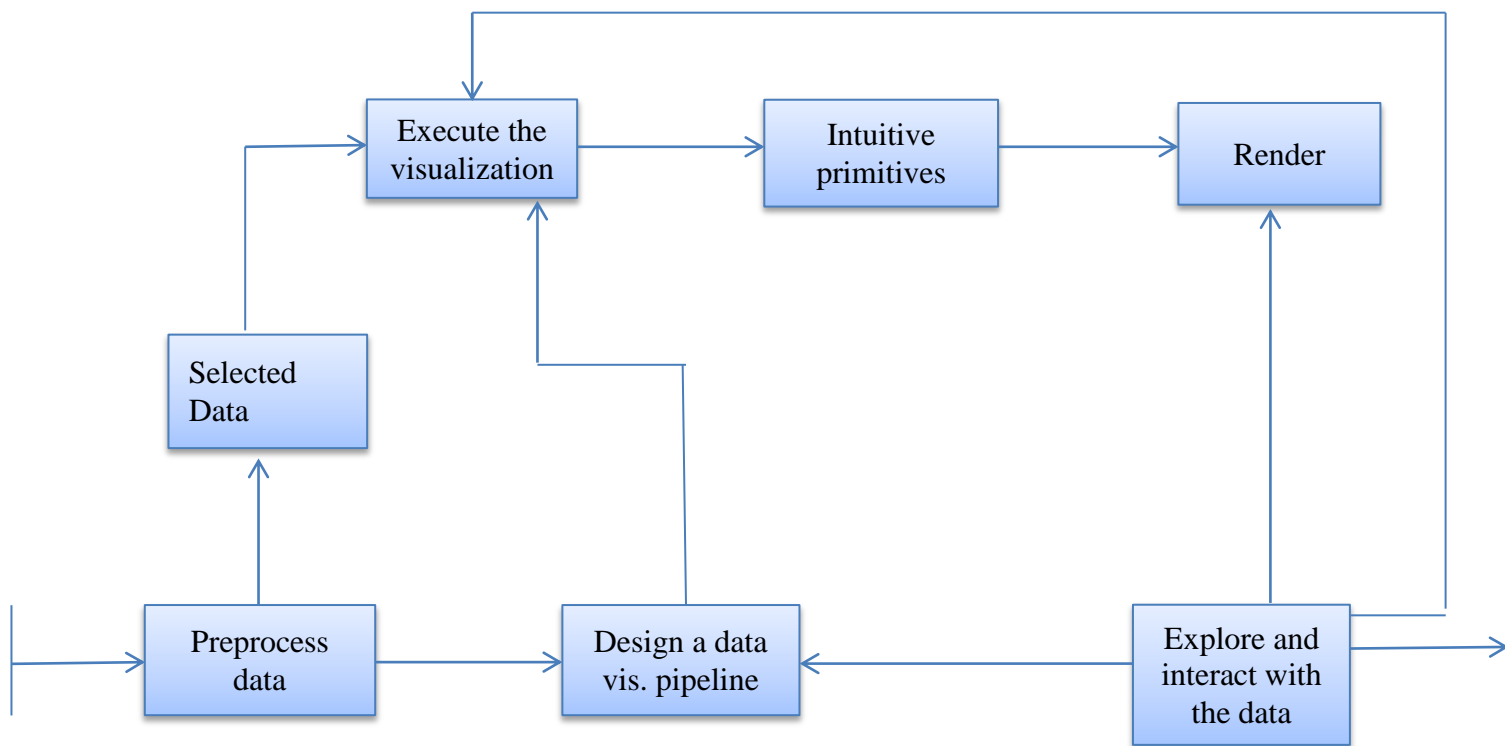 Execute the
visualization
Intuitive
primitives
Render
Selected
Data
Preprocess
data
Design a data
vis. pipeline
Explore and
interact with
the data